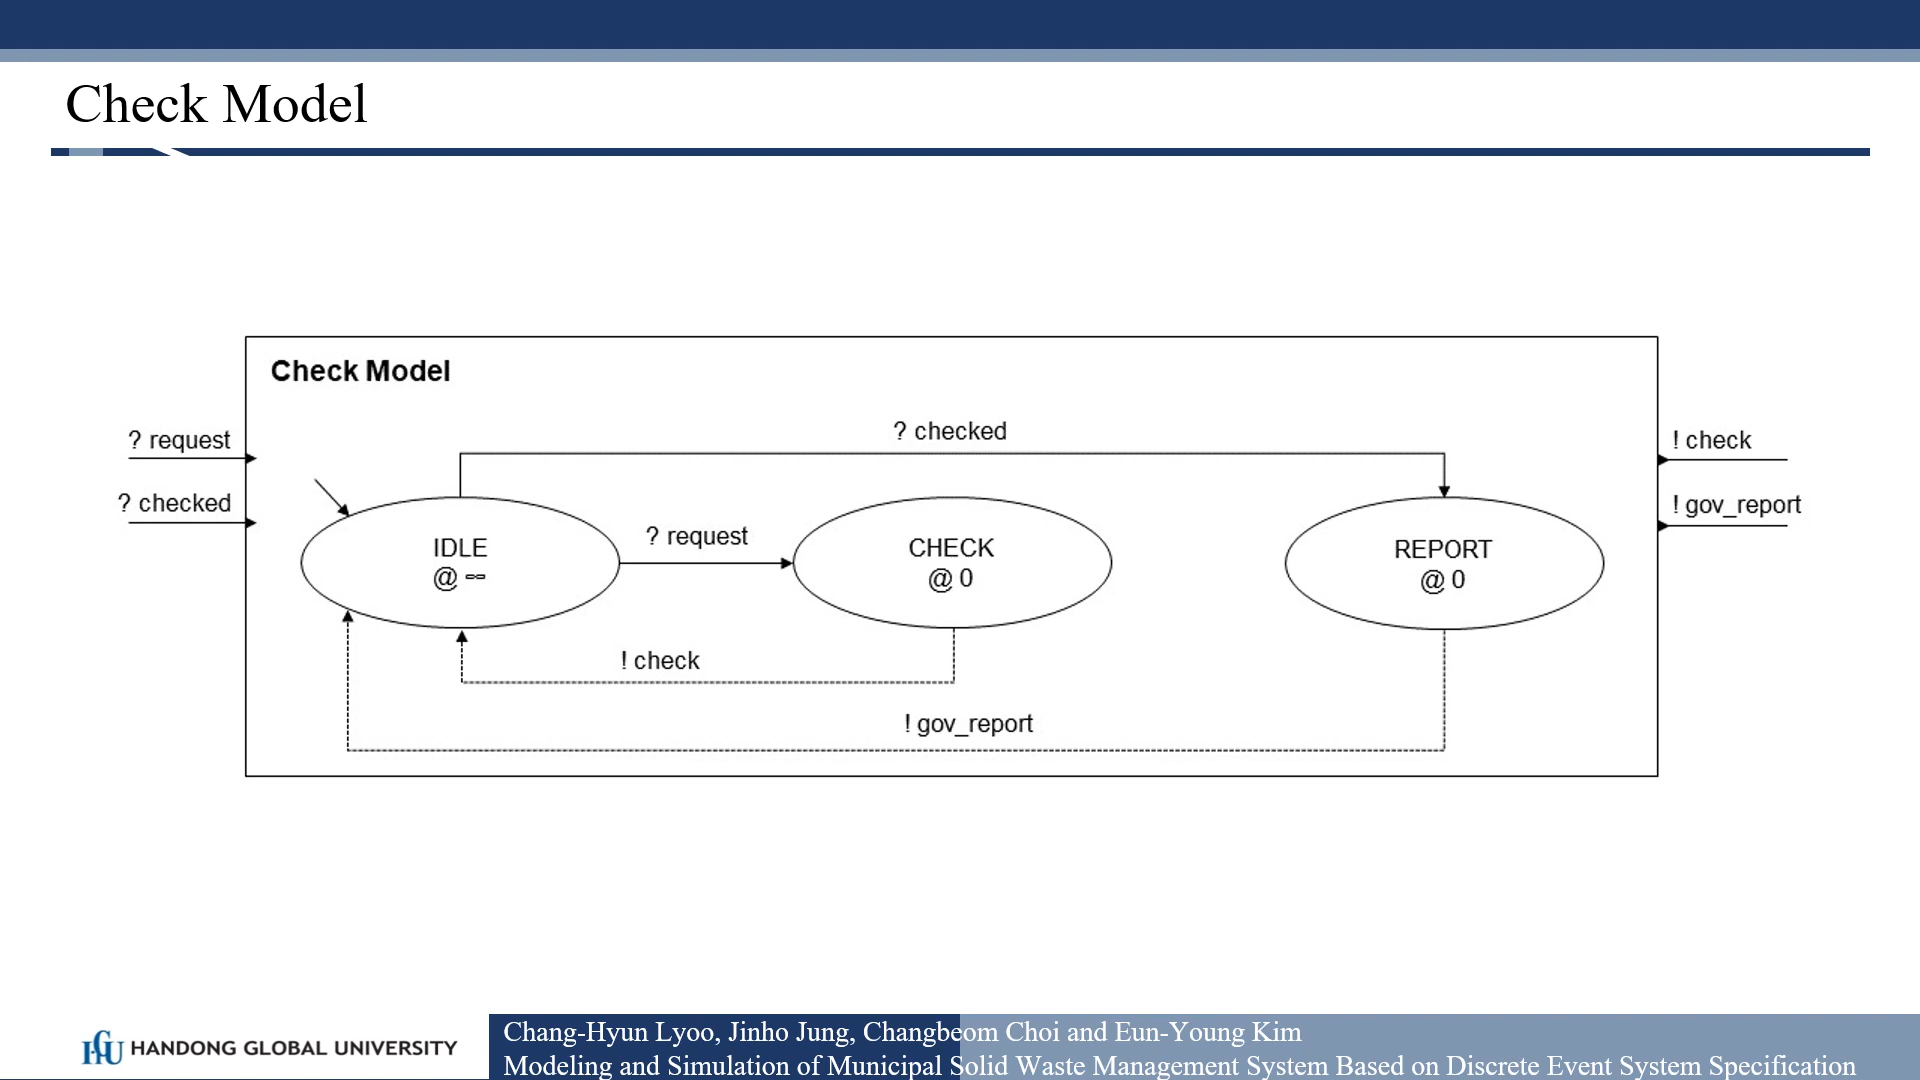 Check Model
Check Model
? request
? checked
? checked
! check
! gov_report
IDLE
@ ∞
? request
CHECK
@ 0
REPORT
@ 0
! check
! gov_report
HGU HANDONG GLOBAL UNIVERSITY
Chang-Hyun Lyoo, Jinho Jung, Changbeom Choi and Eun-Young Kim
Modeling and Simulation of Municipal Solid Waste Management System Based on Discrete Event System Specification